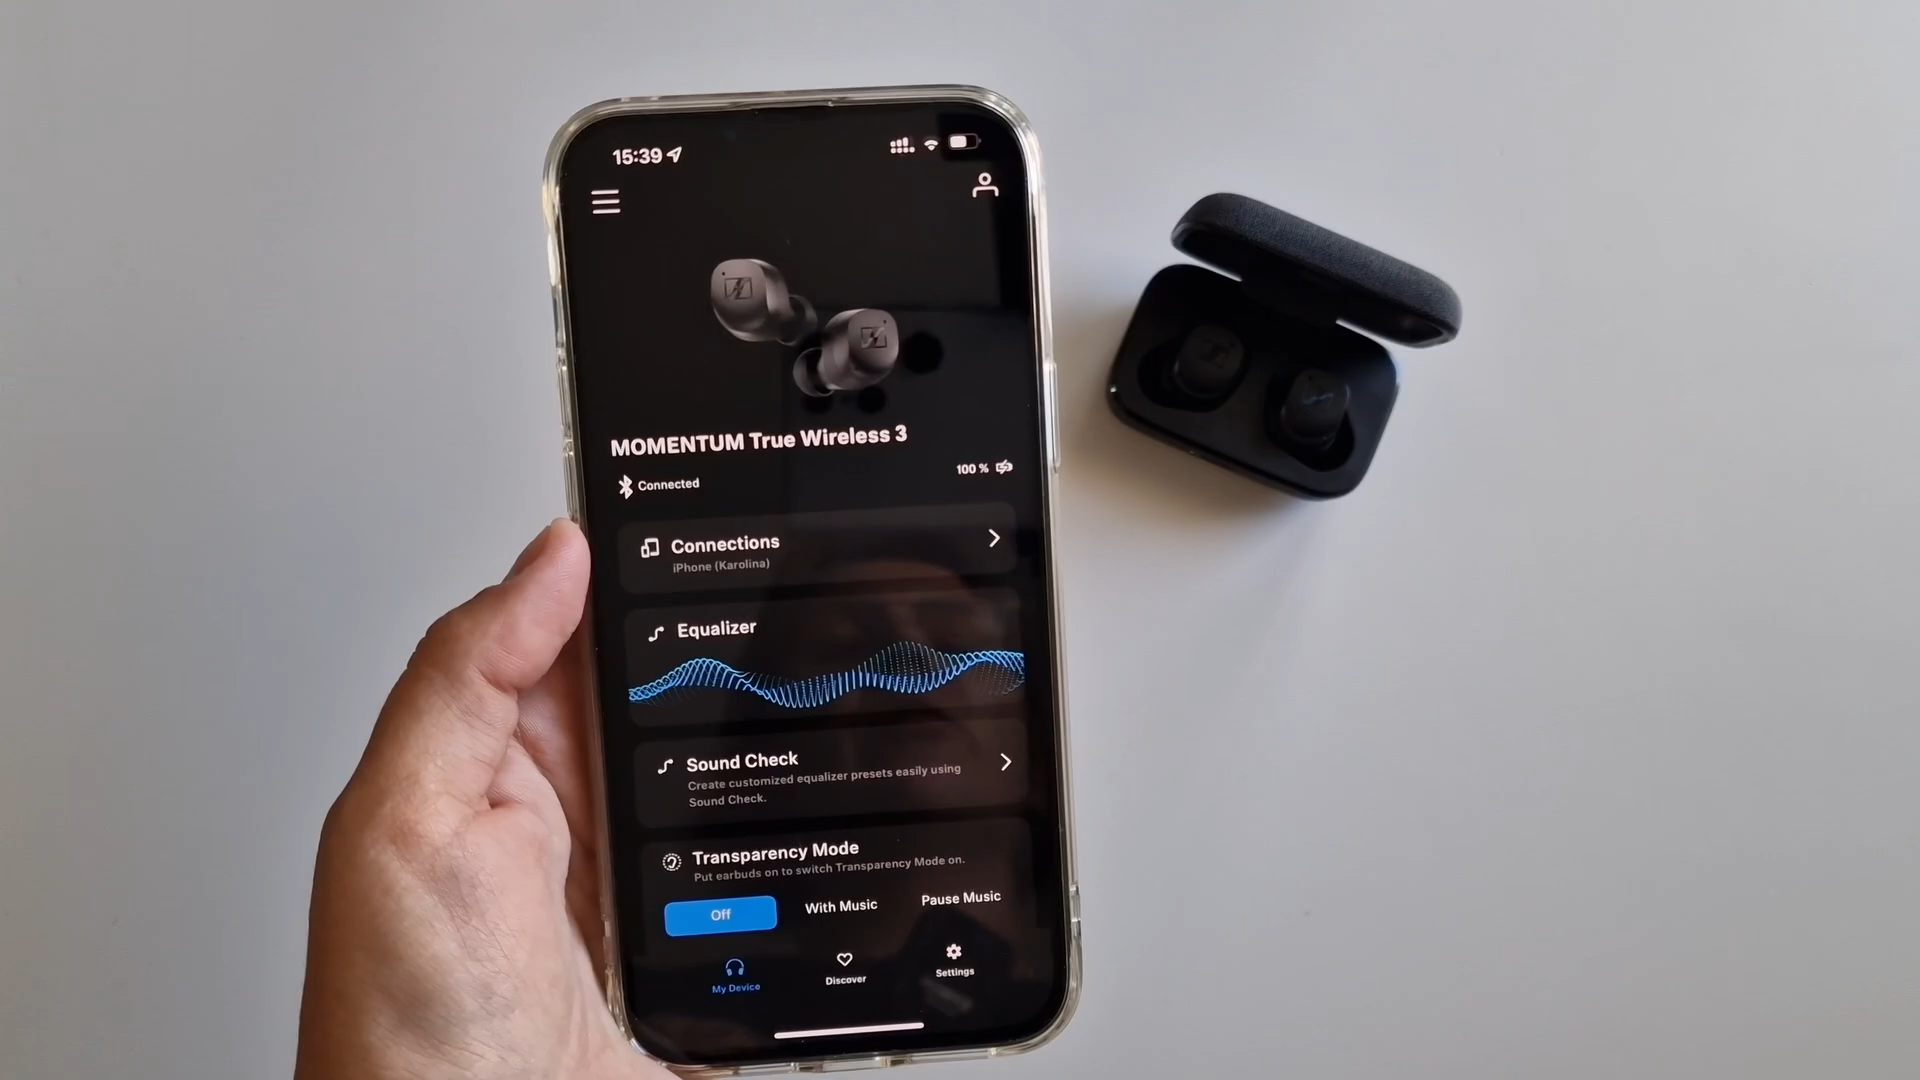 15:39
MOMENTUM True Wireless 3
Connected
100 %
Connections
iPhone (Karolina)
Equalizer
Sound Check
Create customized equalizer presets easily using
Sound Check.
Transparency Mode
Put earbuds on to switch Transparency Mode on.
Off
With Music
Pause Music
My Device
Discover
Settings